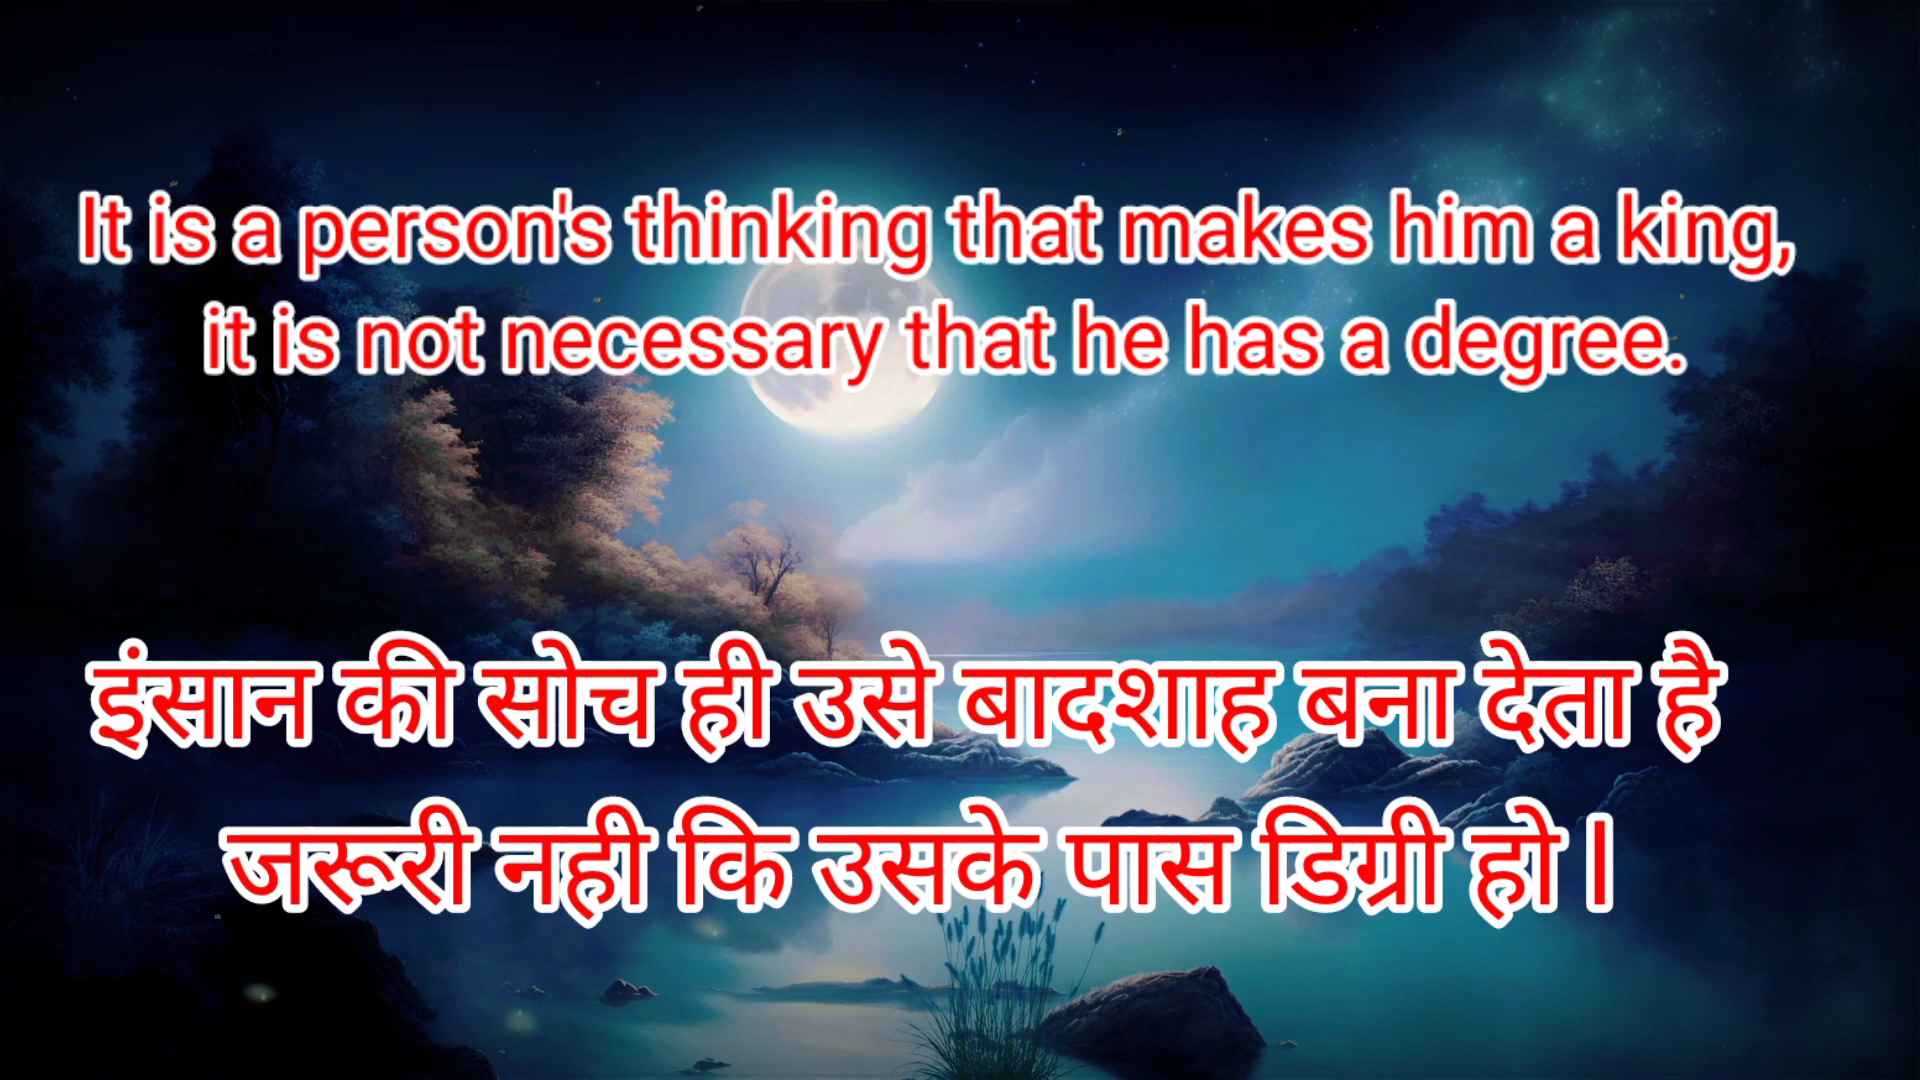 It is a person's thinking that makes him a king,
it is not necessary that he has a degree.
इंसान की सोच ही उसे बादशाह बना देता है
जरूरी नही कि उसके पास डिग्री हो l